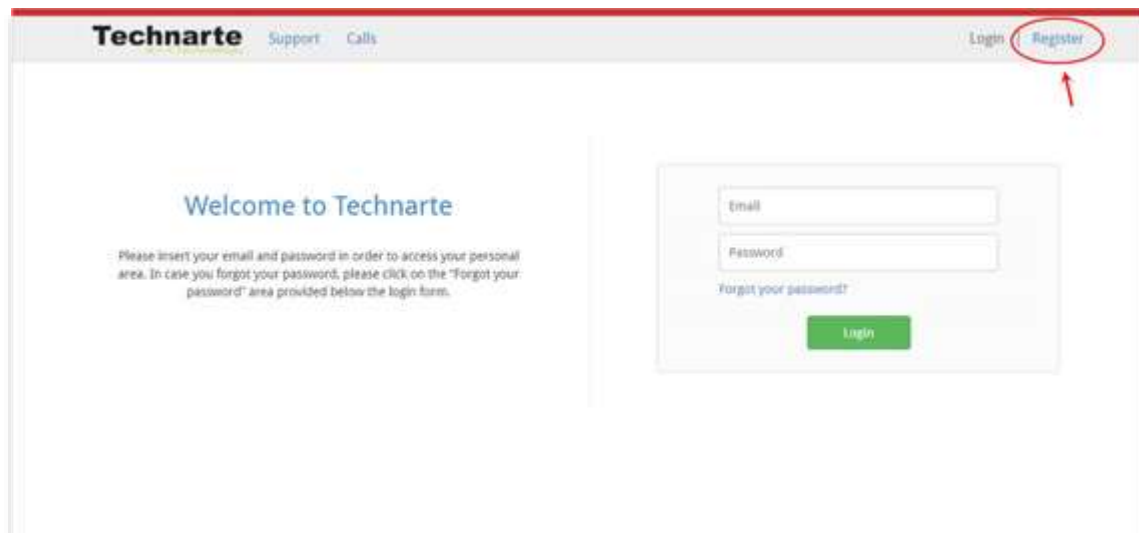 Technarte Support Calls Login | Register
Welcome to Technarte
Please insert your email and password in order to access your personal
area. In case you forgot your password, please click on the "Forgot your
password" area provided below the login form.
Email
Password
Forgot your password?
Login